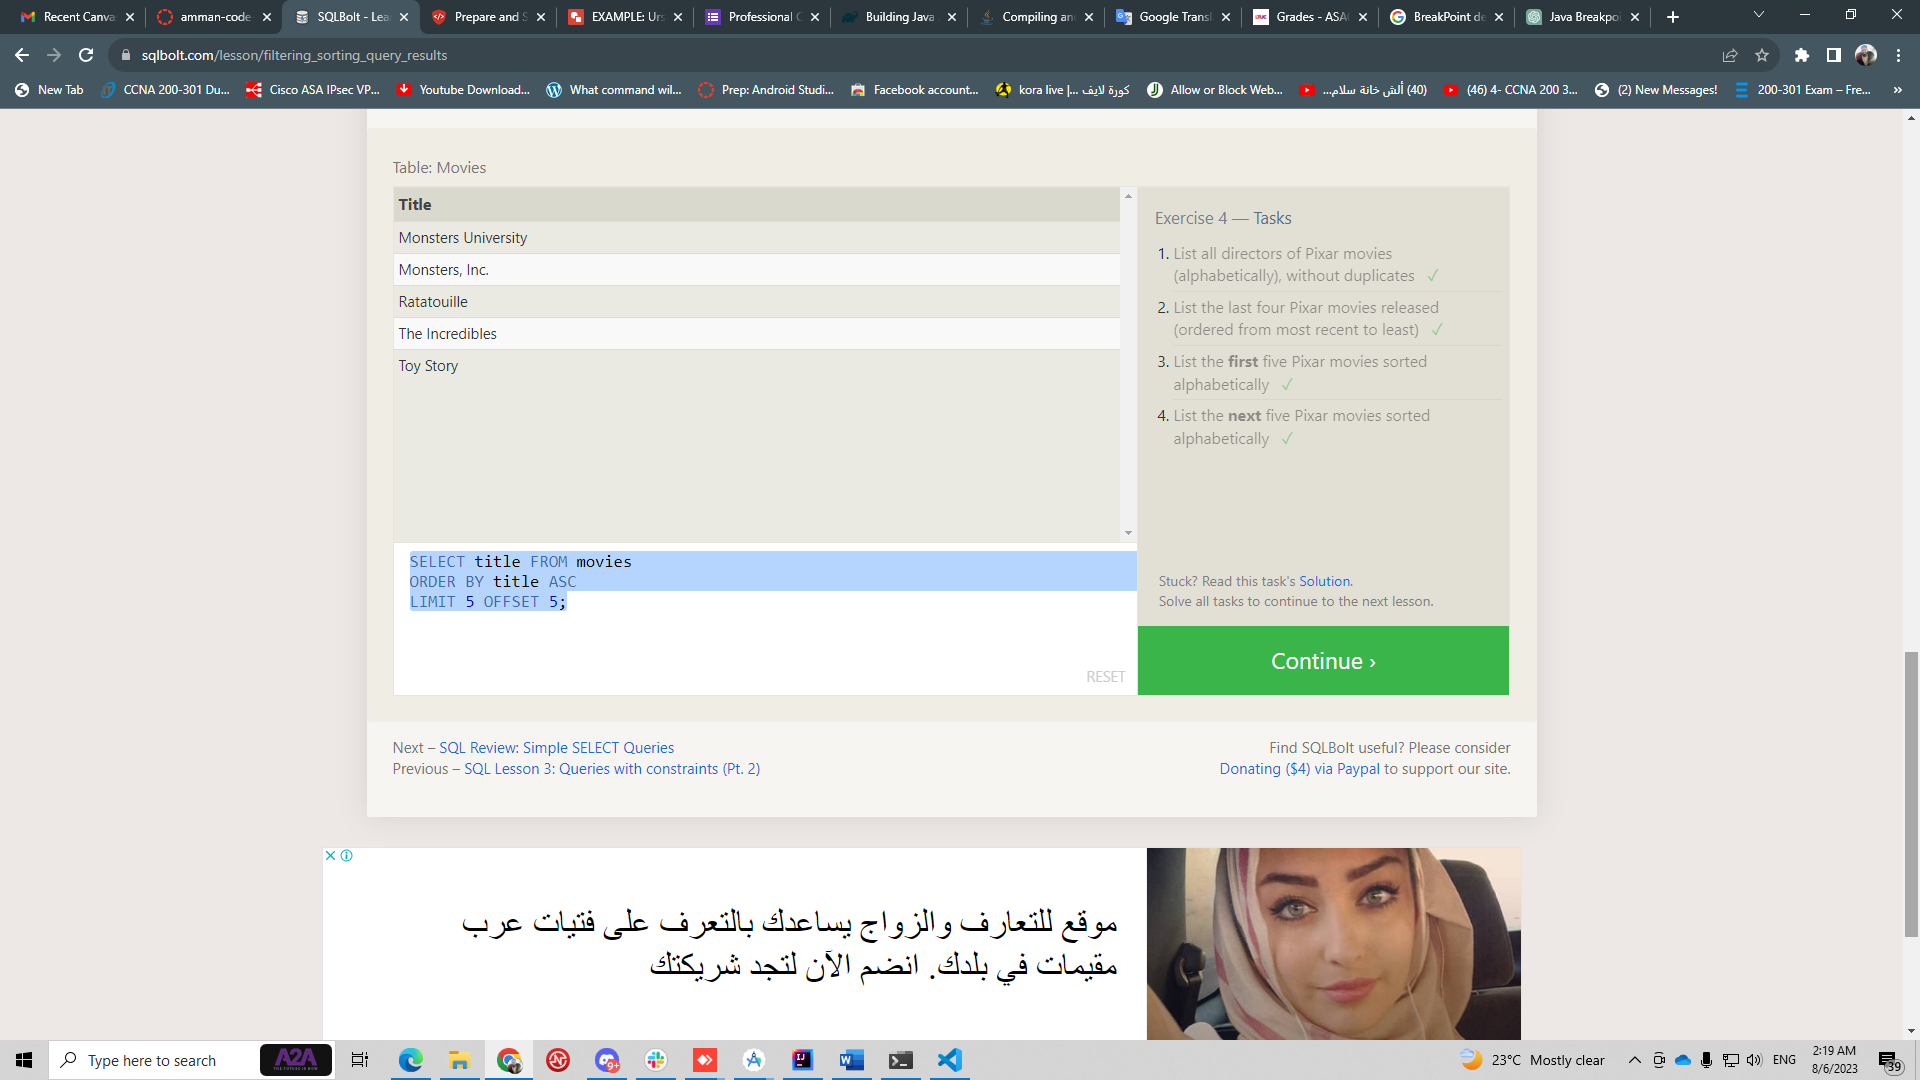 Recent Canva
amman-code-
SQLBolt - Lea
Prepare and S
EXAMPLE: Urs
Professional C
Building Java
Compiling an
Google Transl
Grades - ASAC
BreakPoint de
Java Breakpoi
sqlbolt.com/lesson/filtering_sorting_query_results
New Tab
CCNA 200-301 Du...
Cisco ASA IPsec VP...
Youtube Download...
What command wil...
Prep: Android Studi...
Facebook account...
kora live |... كورة لايف
Allow or Block Web...
(40) ألش خانة سلام...
(46) 4- CCNA 200 3...
(2) New Messages!
200-301 Exam – Fre...
Table: Movies
Title
Monsters University
Monsters, Inc.
Ratatouille
The Incredibles
Toy Story
SELECT title FROM movies
ORDER BY title ASC
LIMIT 5 OFFSET 5;
RESET
Exercise 4 — Tasks
1. List all directors of Pixar movies
(alphabetically), without duplicates ✓
2. List the last four Pixar movies released
(ordered from most recent to least) ✓
3. List the first five Pixar movies sorted
alphabetically ✓
4. List the next five Pixar movies sorted
alphabetically ✓
Stuck? Read this task's Solution.
Solve all tasks to continue to the next lesson.
Continue ›
Next – SQL Review: Simple SELECT Queries
Previous – SQL Lesson 3: Queries with constraints (Pt. 2)
Find SQLBolt useful? Please consider
Donating ($4) via Paypal to support our site.
موقع للتعارف والزواج يساعدك بالتعرف على فتيات عرب
مقيمات في بلدك. انضم الآن لتجد شريكتك
Type here to search
A2A
9+
23°C Mostly clear
ENG
2:19 AM
8/6/2023
39